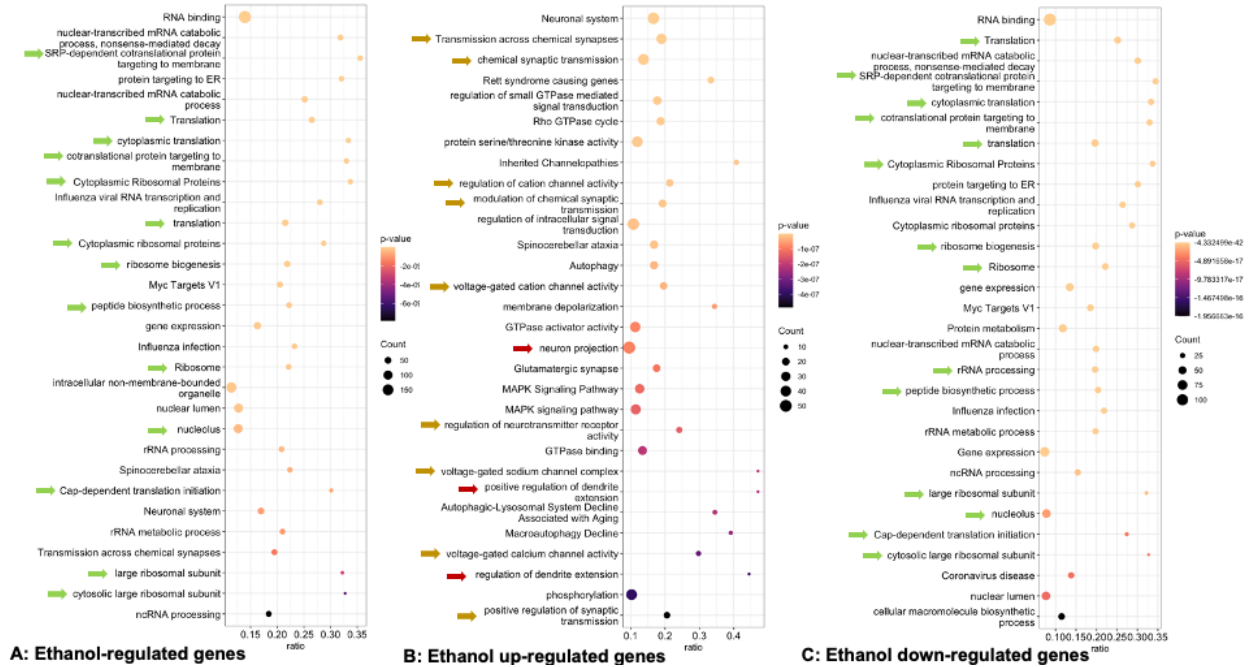 RNA binding
nuclear-transcribed mRNA catabolic
process, nonsense-mediated decay
SRP-dependent cotranslational protein
targeting to membrane
protein targeting to ER
nuclear-transcribed mRNA catabolic
process
Translation
cytoplasmic translation
cotranslational protein targeting to
membrane
Cytoplasmic Ribosomal Proteins
Influenza viral RNA transcription and
replication
translation
Cytoplasmic ribosomal proteins
ribosome biogenesis
Myc Targets V1
peptide biosynthetic process
gene expression
Influenza infection
Ribosome
intracellular non-membrane-bounded
organelle
nuclear lumen
nucleolus
rRNA processing
Spinocerebellar ataxia
Cap-dependent translation initiation
Neuronal system
rRNA metabolic process
Transmission across chemical synapses
large ribosomal subunit
cytosolic large ribosomal subunit
ncRNA processing
0.15 0.20 0.25 0.30 0.35
ratio
p-value
Count
50
100
150
A: Ethanol-regulated genes
Neuronal system
Transmission across chemical synapses
chemical synaptic transmission
Rett syndrome causing genes
regulation of small GTPase mediated
signal transduction
Rho GTPase cycle
protein serine/threonine kinase activity
Inherited Channelopathies
regulation of cation channel activity
modulation of chemical synaptic
transmission
regulation of intracellular signal
transduction
Spinocerebellar ataxia
Autophagy
voltage-gated cation channel activity
membrane depolarization
GTPase activator activity
neuron projection
Glutamatergic synapse
MAPK Signaling Pathway
MAPK signaling pathway
regulation of neurotransmitter receptor
activity
GTPase binding
voltage-gated sodium channel complex
positive regulation of dendrite
extension
Autophagic-Lysosomal System Decline
Associated with Aging
Macroautophagy Decline
voltage-gated calcium channel activity
regulation of dendrite extension
phosphorylation
positive regulation of synaptic
transmission
0.1 0.2 0.3 0.4
ratio
p-value
-1e-07
-2e-07
-3e-07
-4e-07
Count
10
20
30
40
50
B: Ethanol up-regulated genes
RNA binding
Translation
nuclear-transcribed mRNA catabolic
process, nonsense-mediated decay
SRP-dependent cotranslational protein
targeting to membrane
cytoplasmic translation
cotranslational protein targeting to
membrane
translation
Cytoplasmic Ribosomal Proteins
protein targeting to ER
Influenza viral RNA transcription and
replication
Cytoplasmic ribosomal proteins
ribosome biogenesis
Ribosome
gene expression
Myc Targets V1
Protein metabolism
nuclear-transcribed mRNA catabolic
process
rRNA processing
peptide biosynthetic process
Influenza infection
rRNA metabolic process
Gene expression
ncRNA processing
large ribosomal subunit
nucleolus
Cap-dependent translation initiation
cytosolic large ribosomal subunit
Coronavirus disease
nuclear lumen
cellular macromolecule biosynthetic
process
0.10 0.15 0.20 0.25 0.30 0.35
ratio
p-value
-4.332499e-42
-4.891658e-17
-9.783317e-17
-1.467498e-16
-1.956663e-16
Count
25
50
75
100
C: Ethanol down-regulated genes